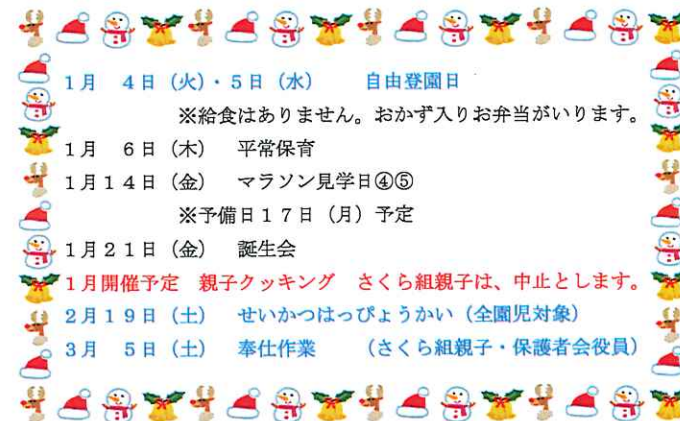 1月　4日（火）・5日（水）　　自由登園日
※給食はありません。おかず入りお弁当がいります。
1月　6日（木）　平常保育
1月14日（金）　マラソン見学日④⑤
※予備日17日（月）予定
1月21日（金）　誕生会
1月開催予定　親子クッキング　さくら組親子は、中止とします。
2月19日（土）　せいかつはっぴょうかい（全園児対象）
3月　5日（土）　奉仕作業　　（さくら組親子・保護者会役員）